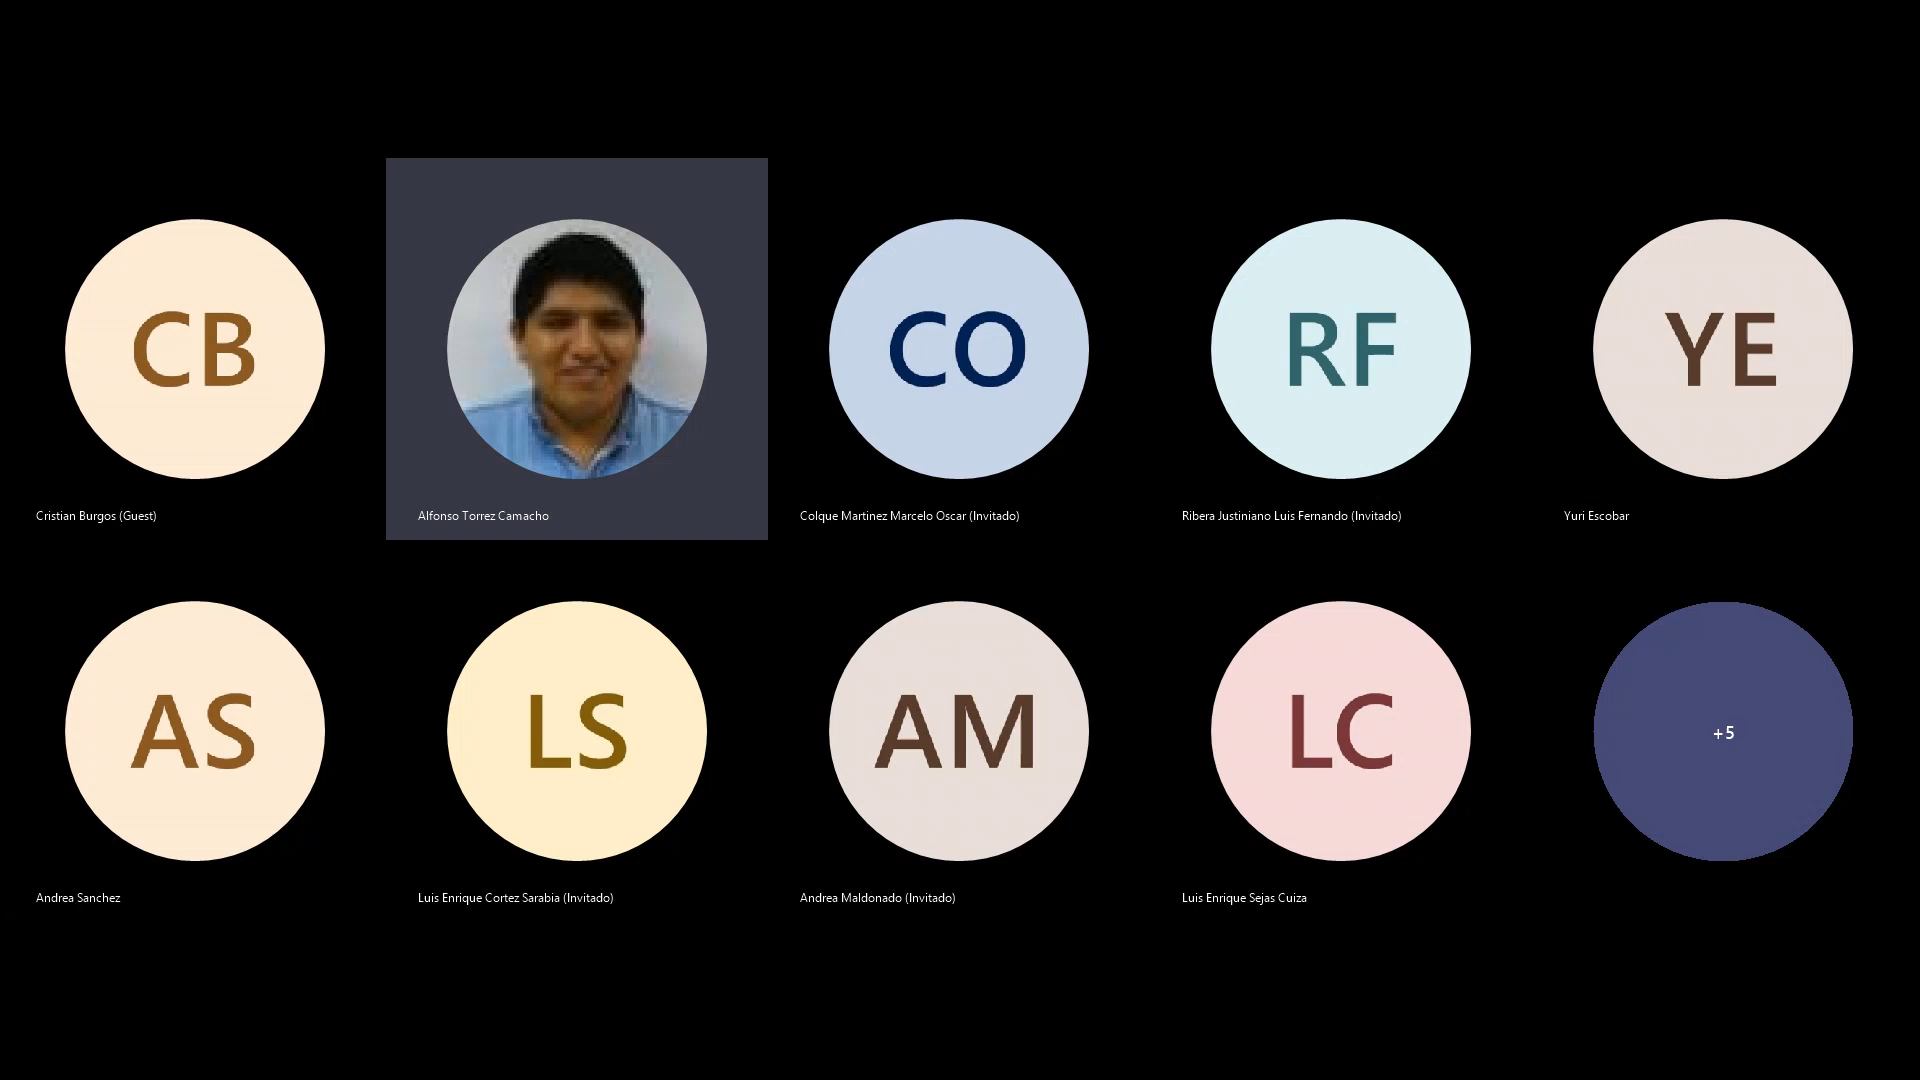 CB
CO
RF
YE
Cristian Burgos (Guest)
Alfonso Torrez Camacho
Colque Martinez Marcelo Oscar (Invitado)
Ribera Justiniano Luis Fernando (Invitado)
Yuri Escobar
AS
LS
AM
LC
+5
Andrea Sanchez
Luis Enrique Cortez Sarabia (Invitado)
Andrea Maldonado (Invitado)
Luis Enrique Sejas Cuiza